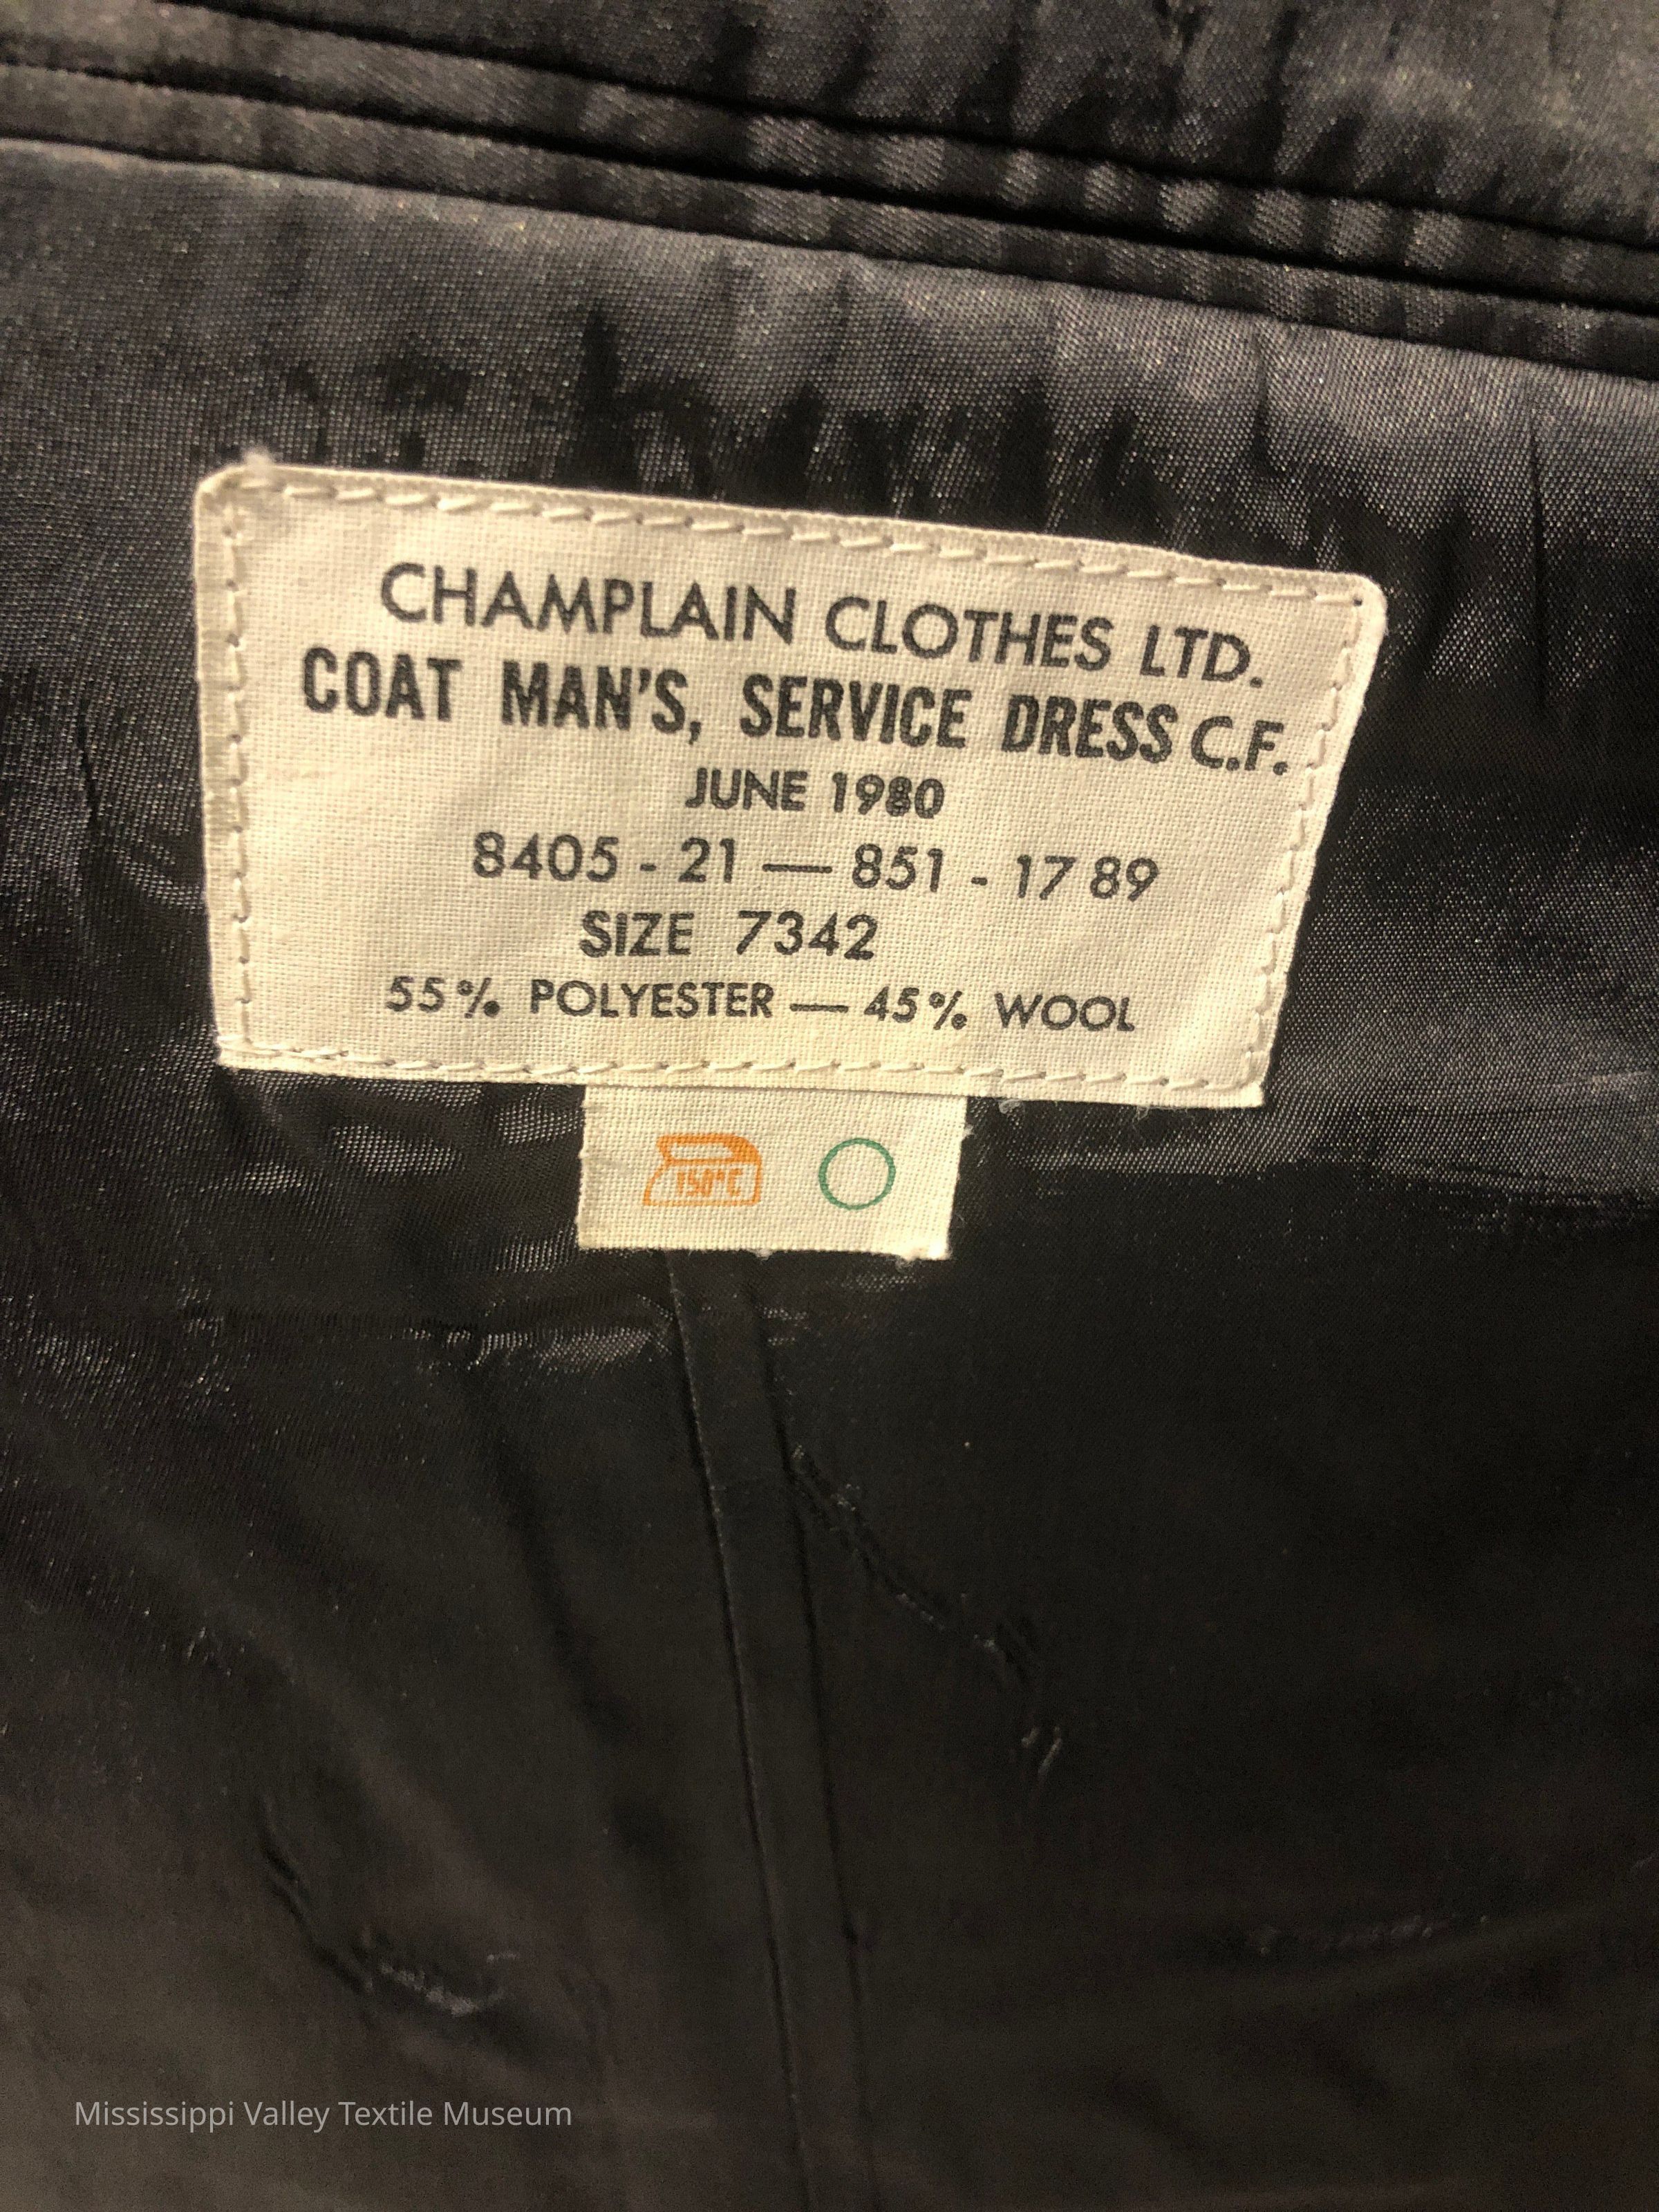 CHAMPLAIN CLOTHES LTD.
COAT MAN'S, SERVICE DRESS C.F.
JUNE 1980
8405 - 21 — 851 - 17 89
SIZE 7342
55% POLYESTER — 45% WOOL
150°C
Mississippi Valley Textile Museum